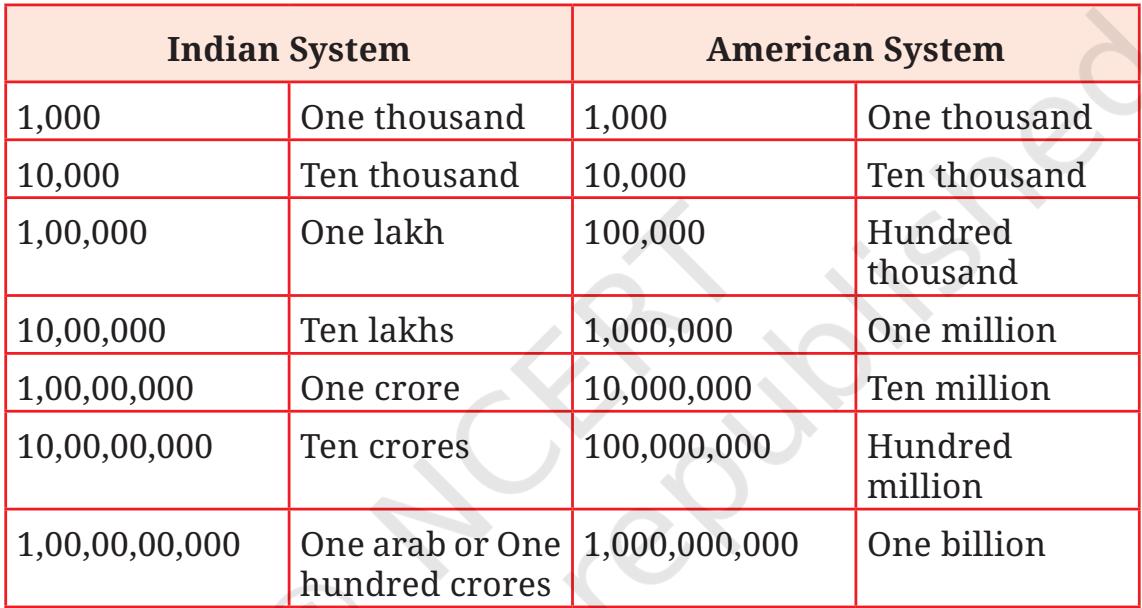 Indian System American System
1,000 One thousand 1,000 One thousand
10,000 Ten thousand 10,000 Ten thousand
1,00,000 One lakh 100,000 Hundred
thousand
10,00,000 Ten lakhs 1,000,000 One million
1,00,00,000 One crore 10,000,000 Ten million
10,00,00,000 Ten crores 100,000,000 Hundred
million
1,00,00,00,000 One arab or One 1,000,000,000 One billion
hundred crores
NCERT
republished